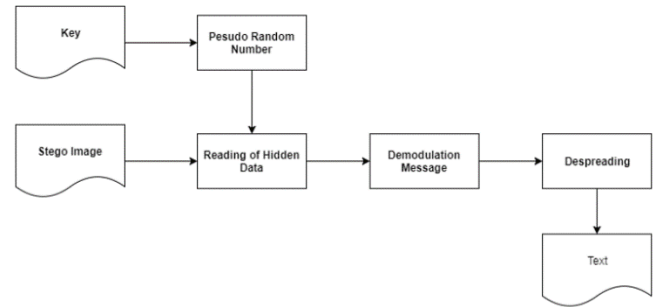 Key
Pesudo Random
Number
Stego Image
Reading of Hidden
Data
Demodulation
Message
Despreading
Text